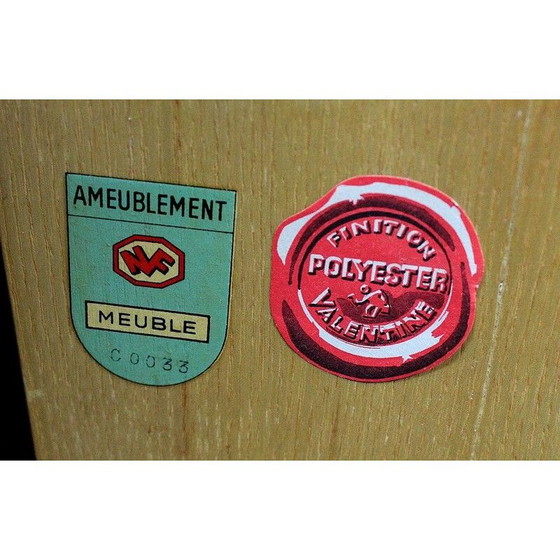 AMEUBLEMENT
NF
MEUBLE
C0033
FINITION
POLYESTER
VALENTINE